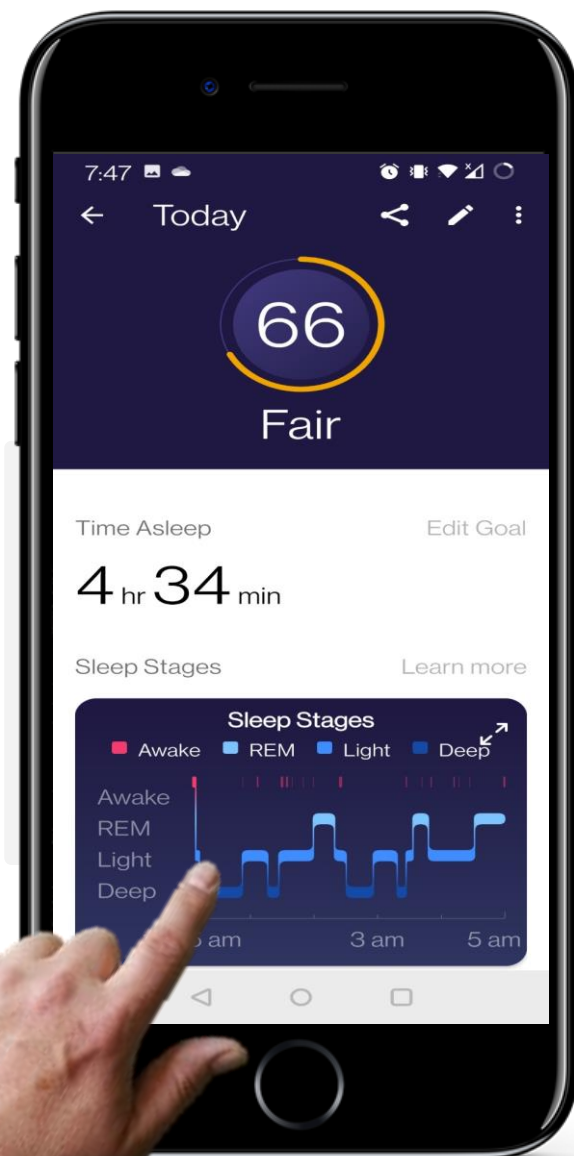 7:47
Today
66
Fair
Time Asleep Edit Goal
4 hr 34 min
Sleep Stages Learn more
Sleep Stages
Awake REM Light Deep
Awake
REM
Light
Deep
am 3 am 5 am